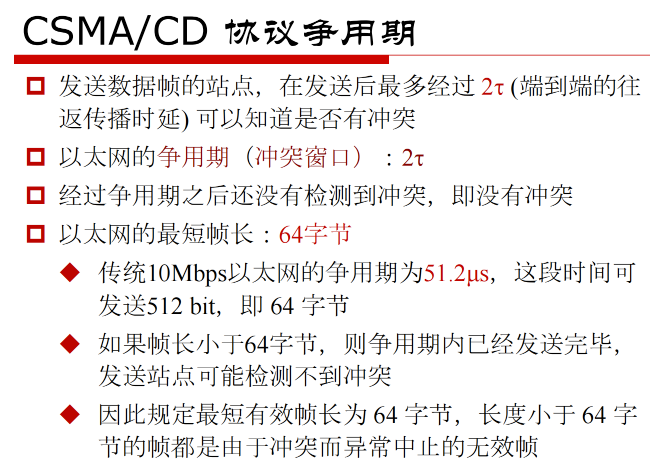 CSMA/CD 协议争用期
发送数据帧的站点，在发送后最多经过 2τ (端到端的往
返传播时延) 可以知道是否有冲突
以太网的争用期（冲突窗口）：2τ
经过争用期之后还没有检测到冲突，即没有冲突
以太网的最短帧长：64字节
传统10Mbps以太网的争用期为51.2μs，这段时间可
发送512 bit，即 64 字节
如果帧长小于64字节，则争用期内已经发送完毕，
发送站点可能检测不到冲突
因此规定最短有效帧长为 64 字节，长度小于 64 字
节的帧都是由于冲突而异常中止的无效帧